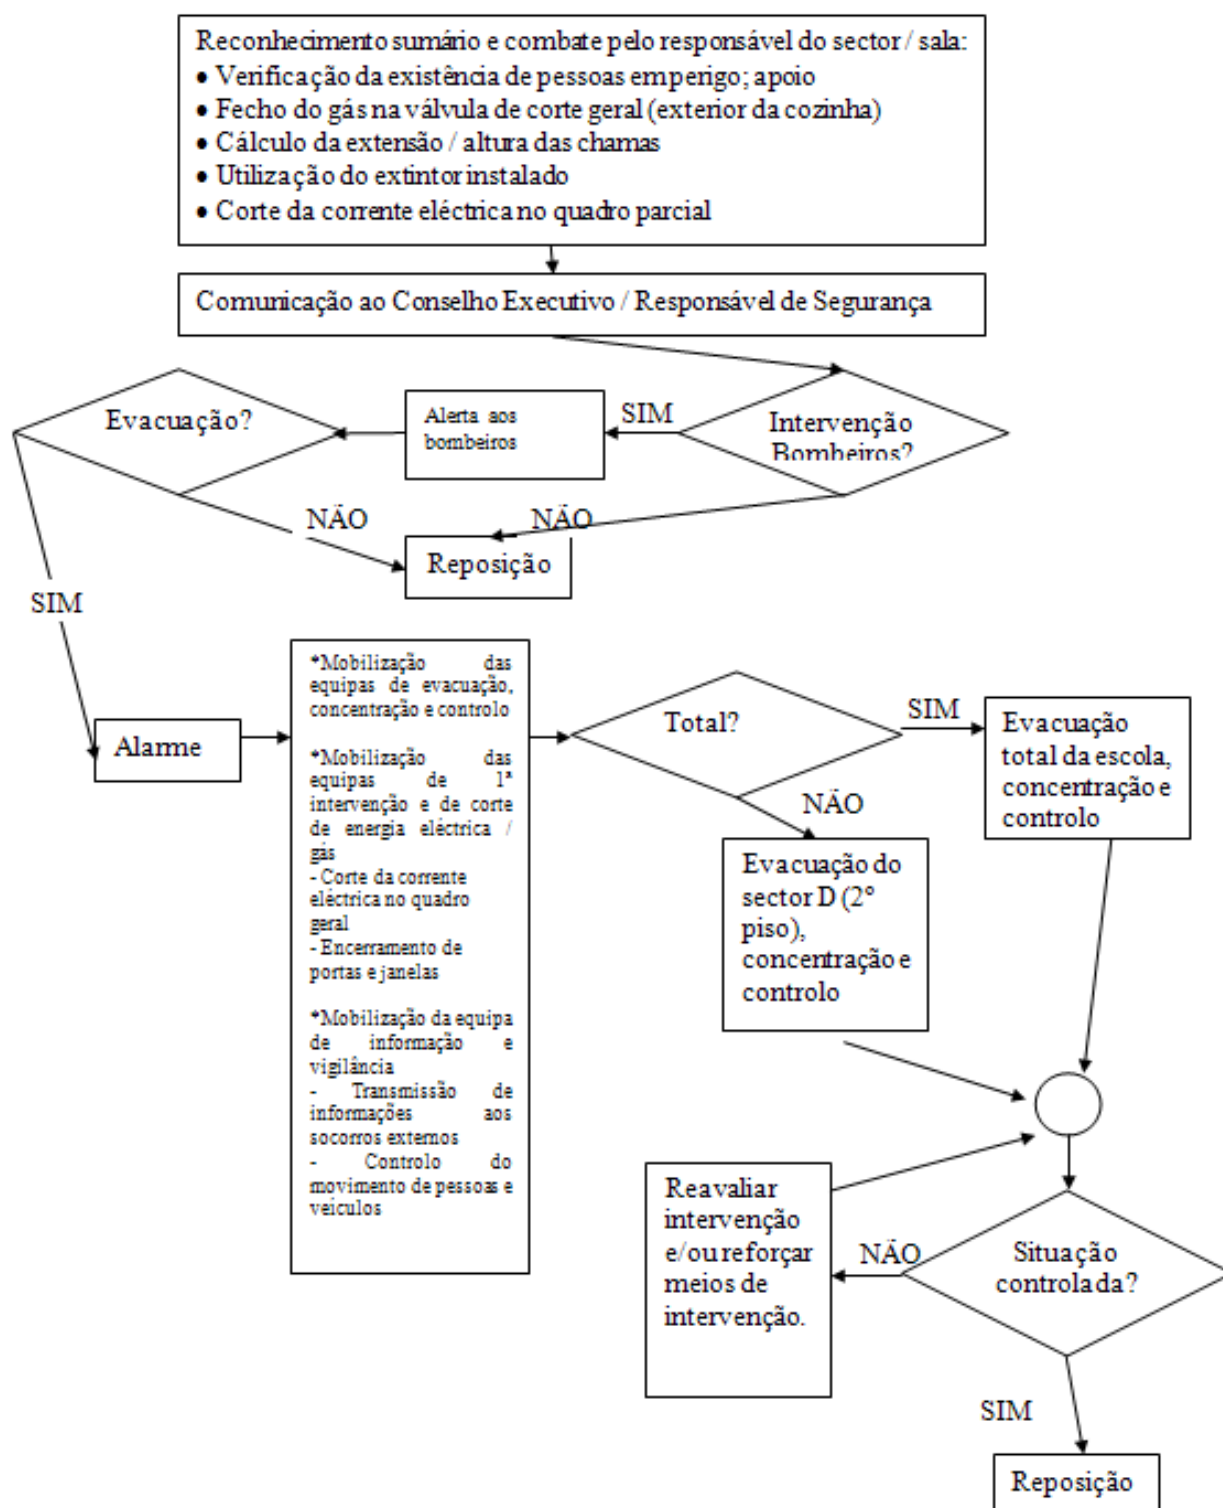 Reconhecimento sumário e combate pelo responsável do sector / sala:
• Verificação da existência de pessoas em perigo; apoio
• Fecho do gás na válvula de corte geral (exterior da cozinha)
• Cálculo da extensão / altura das chamas
• Utilização do extintor instalado
• Corte da corrente eléctrica no quadro parcial
Comunicação ao Conselho Executivo / Responsável de Segurança
Evacuação?
Alerta aos
bombeiros
SIM
Intervenção
Bombeiros?
NÃO
NÃO
Reposição
SIM
Alarme
*Mobilização das
equipas de evacuação,
concentração e controlo
*Mobilização das
equipas de 1ª
intervenção e de corte
de energia eléctrica /
gás
- Corte da corrente
eléctrica no quadro
geral
- Encerramento de
portas e janelas
*Mobilização da equipa
de informação e
vigilância
- Transmissão de
informações aos
socorros externos
- Controlo do
movimento de pessoas e
veículos
Total?
SIM
Evacuação
total da escola,
concentração e
controlo
NÃO
Evacuação do
sector D (2º
piso),
concentração e
controlo
Reavaliar
intervenção
e/ou reforçar
meios de
intervenção.
NÃO
Situação
controlada?
SIM
Reposição